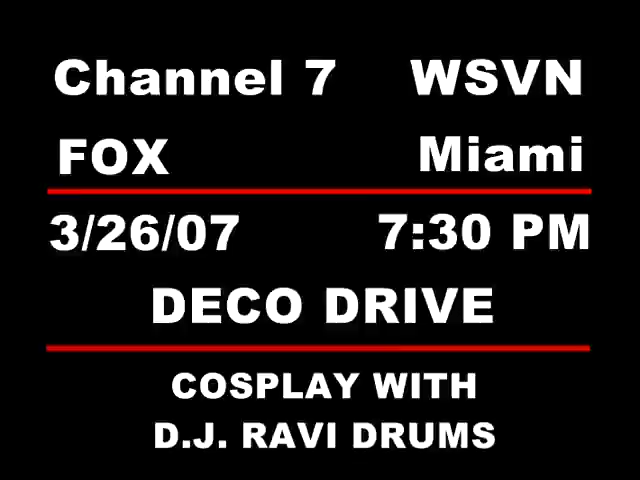 Channel 7 WSVN
FOX Miami
3/26/07 7:30 PM
DECO DRIVE
COSPLAY WITH
D.J. RAVI DRUMS